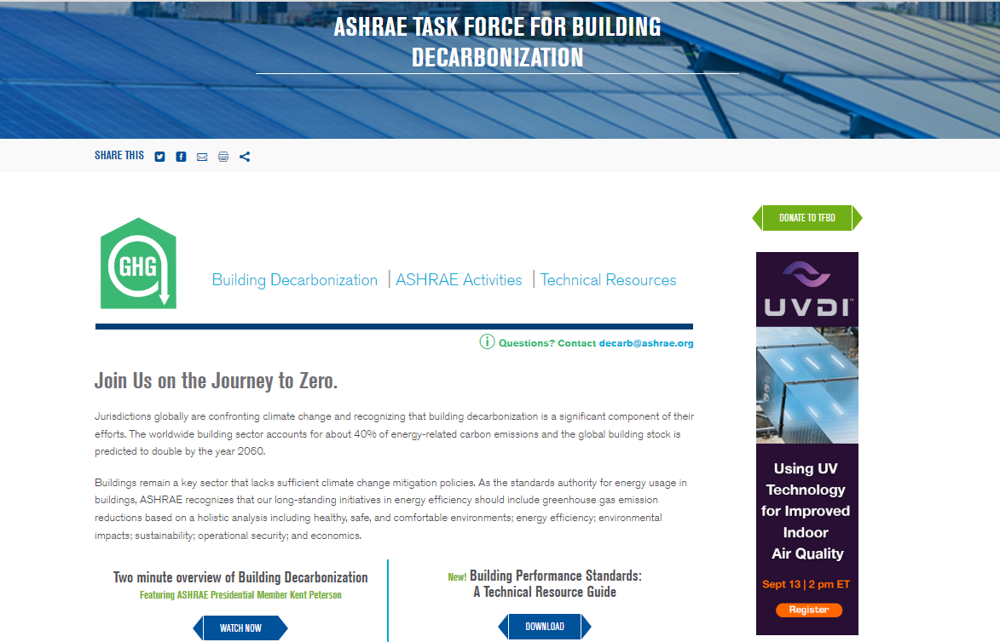 ASHRAE TASK FORCE FOR BUILDING
DECARBONIZATION
SHARE THIS
DONATE TO TFBD
GHG
Building Decarbonization | ASHRAE Activities | Technical Resources
Questions? Contact decarb@ashrae.org
Join Us on the Journey to Zero.
Jurisdictions globally are confronting climate change and recognizing that building decarbonization is a significant component of their
efforts. The worldwide building sector accounts for about 40% of energy-related carbon emissions and the global building stock is
predicted to double by the year 2060.
Buildings remain a key sector that lacks sufficient climate change mitigation policies. As the standards authority for energy usage in
buildings, ASHRAE recognizes that our long-standing initiatives in energy efficiency should include greenhouse gas emission
reductions based on a holistic analysis including healthy, safe, and comfortable environments; energy efficiency; environmental
impacts; sustainability; operational security; and economics.
Two minute overview of Building Decarbonization
Featuring ASHRAE Presidential Member Kent Peterson
WATCH NOW
New! Building Performance Standards:
A Technical Resource Guide
DOWNLOAD
UVDI™
Using UV
Technology
for Improved
Indoor
Air Quality
Sept 13 | 2 pm ET
Register